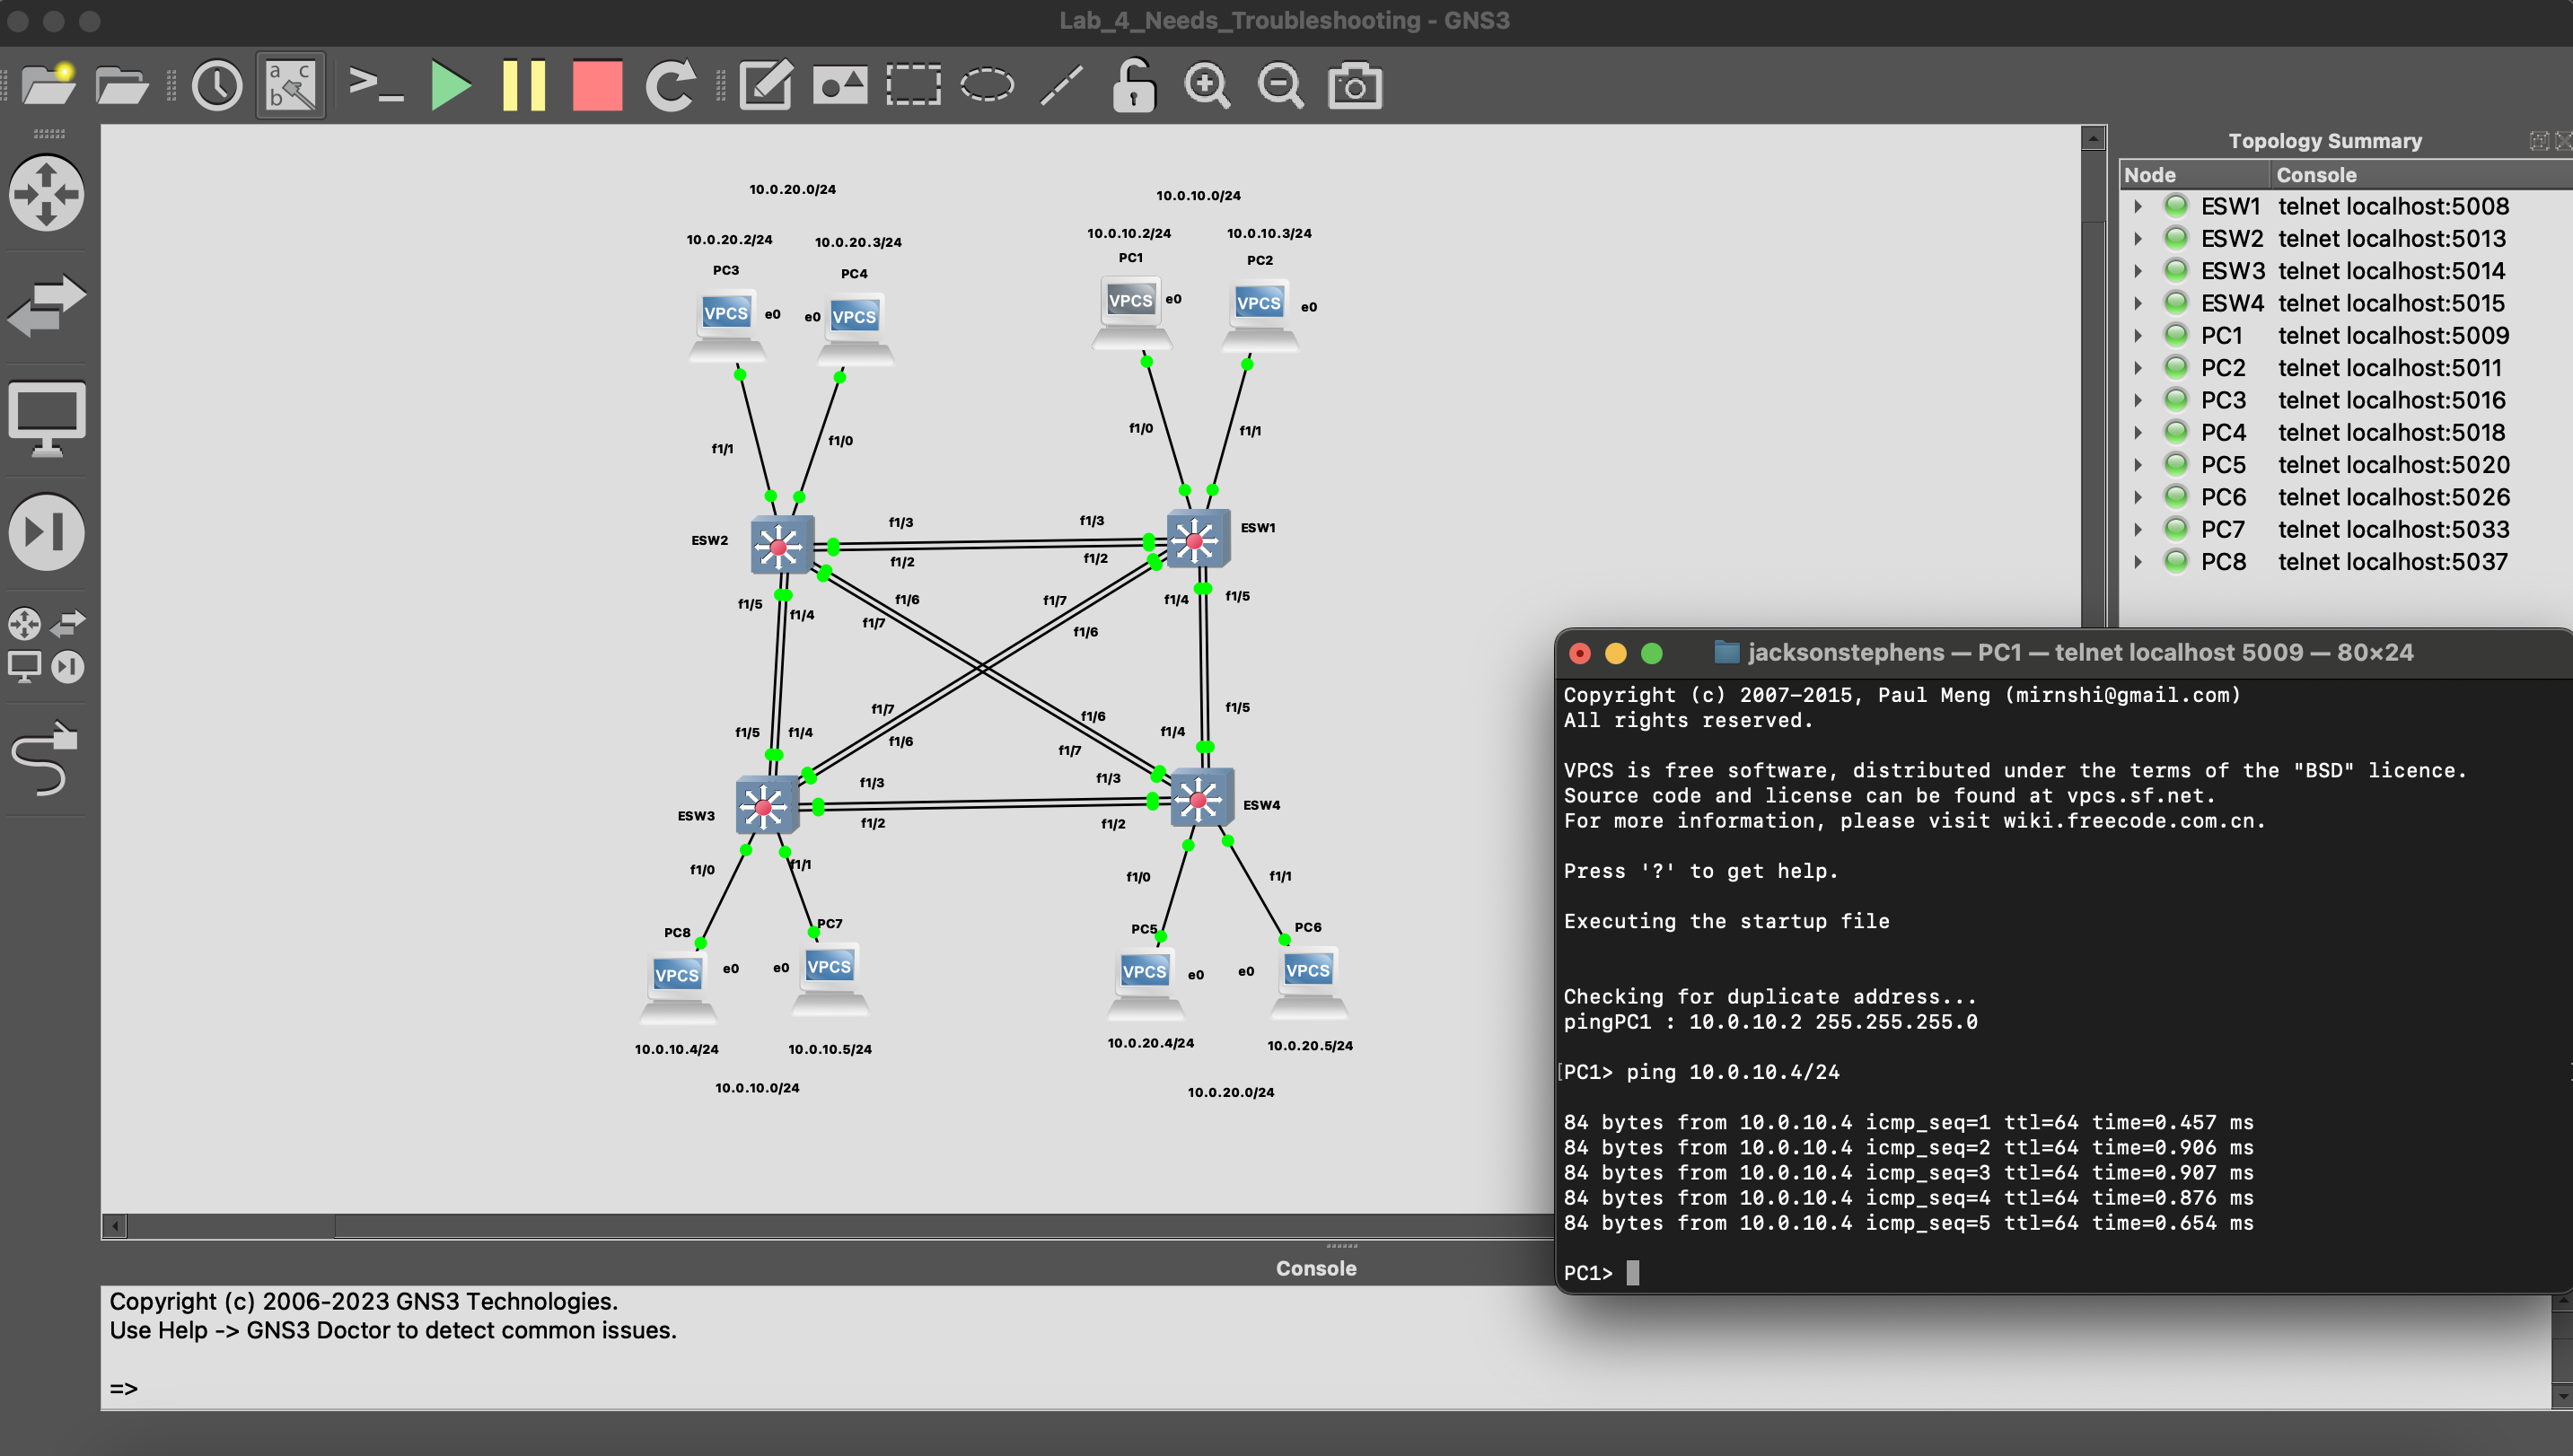 Lab_4_Needs_Troubleshooting - GNS3
a c
b
>_
Topology Summary
Node Console
ESW1 telnet localhost:5008
ESW2 telnet localhost:5013
ESW3 telnet localhost:5014
ESW4 telnet localhost:5015
PC1 telnet localhost:5009
PC2 telnet localhost:5011
PC3 telnet localhost:5016
PC4 telnet localhost:5018
PC5 telnet localhost:5020
PC6 telnet localhost:5026
PC7 telnet localhost:5033
PC8 telnet localhost:5037
10.0.20.0/24
10.0.10.0/24
10.0.20.2/24
10.0.20.3/24
10.0.10.2/24
10.0.10.3/24
PC3
PC4
PC1
PC2
VPCS e0
e0 VPCS
VPCS e0
VPCS e0
f1/1
f1/0
f1/0
f1/1
ESW2
f1/3
f1/3
ESW1
f1/2
f1/2
f1/5
f1/4
f1/6
f1/7
f1/7
f1/6
f1/4
f1/5
f1/5
f1/4
f1/7
f1/6
f1/6
f1/7
f1/4
f1/5
ESW3
f1/3
f1/2
f1/3
f1/2
ESW4
f1/0
f1/1
f1/0
f1/1
PC8
PC7
PC5
PC6
VPCS e0
e0 VPCS
VPCS e0
e0 VPCS
10.0.10.4/24
10.0.10.5/24
10.0.20.4/24
10.0.20.5/24
10.0.10.0/24
10.0.20.0/24
jacksonstephens — PC1 — telnet localhost 5009 — 80×24
Copyright (c) 2007-2015, Paul Meng (mirnshi@gmail.com)
All rights reserved.
VPCS is free software, distributed under the terms of the "BSD" licence.
Source code and license can be found at vpcs.sf.net.
For more information, please visit wiki.freecode.com.cn.
Press '?' to get help.
Executing the startup file
Checking for duplicate address...
pingPC1 : 10.0.10.2 255.255.255.0
[PC1> ping 10.0.10.4/24 ]
84 bytes from 10.0.10.4 icmp_seq=1 ttl=64 time=0.457 ms
84 bytes from 10.0.10.4 icmp_seq=2 ttl=64 time=0.906 ms
84 bytes from 10.0.10.4 icmp_seq=3 ttl=64 time=0.907 ms
84 bytes from 10.0.10.4 icmp_seq=4 ttl=64 time=0.876 ms
84 bytes from 10.0.10.4 icmp_seq=5 ttl=64 time=0.654 ms
PC1>
Console
Copyright (c) 2006-2023 GNS3 Technologies.
Use Help -> GNS3 Doctor to detect common issues.
=>